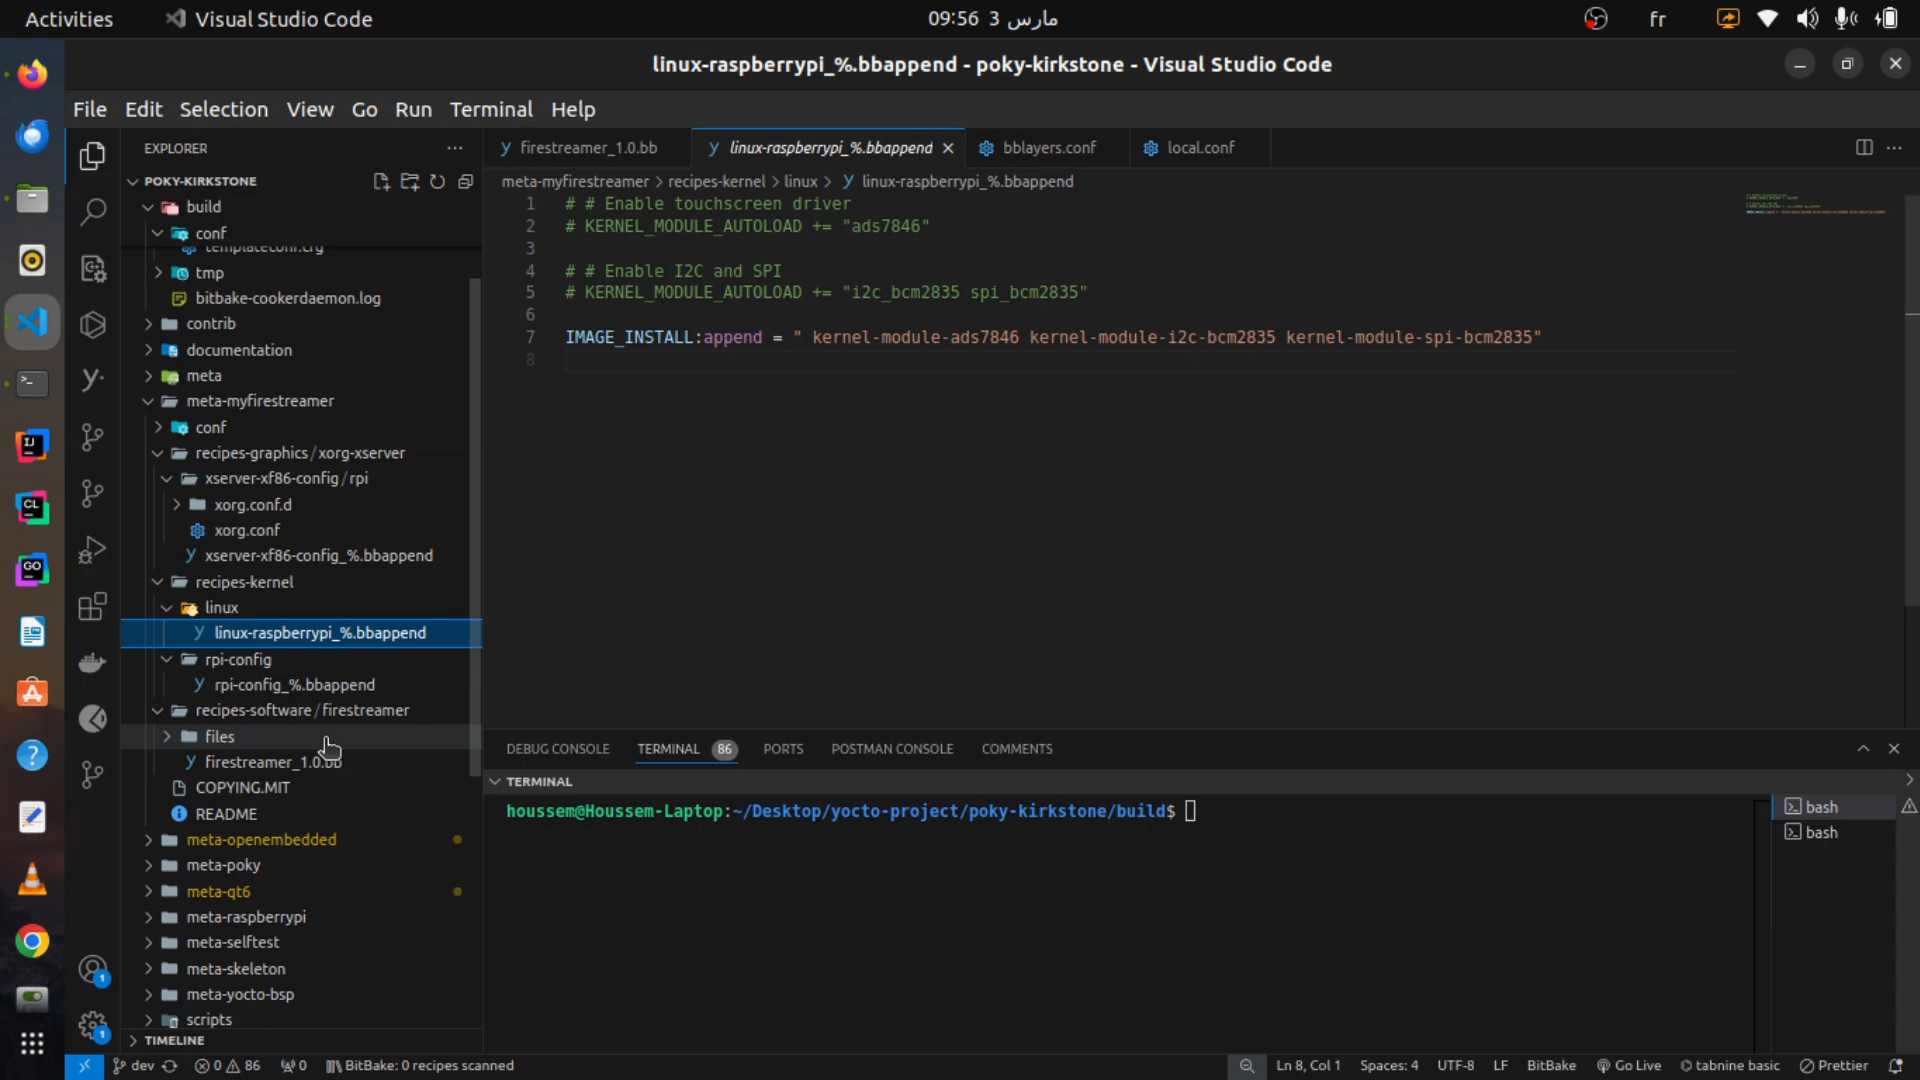 Activities
Visual Studio Code
09:56 3 مارس
fr
linux-raspberrypi_%.bbappend - poky-kirkstone - Visual Studio Code
File Edit Selection View Go Run Terminal Help
EXPLORER
POKY-KIRKSTONE
build
conf
templateconf.cfg
tmp
bitbake-cookerdaemon.log
contrib
documentation
meta
meta-myfirestreamer
conf
recipes-graphics/xorg-xserver
xserver-xf86-config/rpi
xorg.conf.d
xorg.conf
xserver-xf86-config_%.bbappend
recipes-kernel
linux
linux-raspberrypi_%.bbappend
rpi-config
rpi-config_%.bbappend
recipes-software/firestreamer
files
firestreamer_1.0.bb
COPYING.MIT
README
meta-openembedded
meta-poky
meta-qt6
meta-raspberrypi
meta-selftest
meta-skeleton
meta-yocto-bsp
scripts
TIMELINE
firestreamer_1.0.bb
linux-raspberrypi_%.bbappend
bblayers.conf
local.conf
meta-myfirestreamer > recipes-kernel > linux > linux-raspberrypi_%.bbappend
1 # # Enable touchscreen driver
2 # KERNEL_MODULE_AUTOLOAD += "ads7846"
3
4 # # Enable I2C and SPI
5 # KERNEL_MODULE_AUTOLOAD += "i2c_bcm2835 spi_bcm2835"
6
7 IMAGE_INSTALL:append = " kernel-module-ads7846 kernel-module-i2c-bcm2835 kernel-module-spi-bcm2835"
8
DEBUG CONSOLE TERMINAL 86 PORTS POSTMAN CONSOLE COMMENTS
TERMINAL
houssem@Houssem-Laptop:~/Desktop/yocto-project/poky-kirkstone/build$
bash
bash
1
1
dev
0 86
0
BitBake: 0 recipes scanned
Ln 8, Col 1
Spaces: 4
UTF-8
LF
BitBake
Go Live
tabnine basic
Prettier